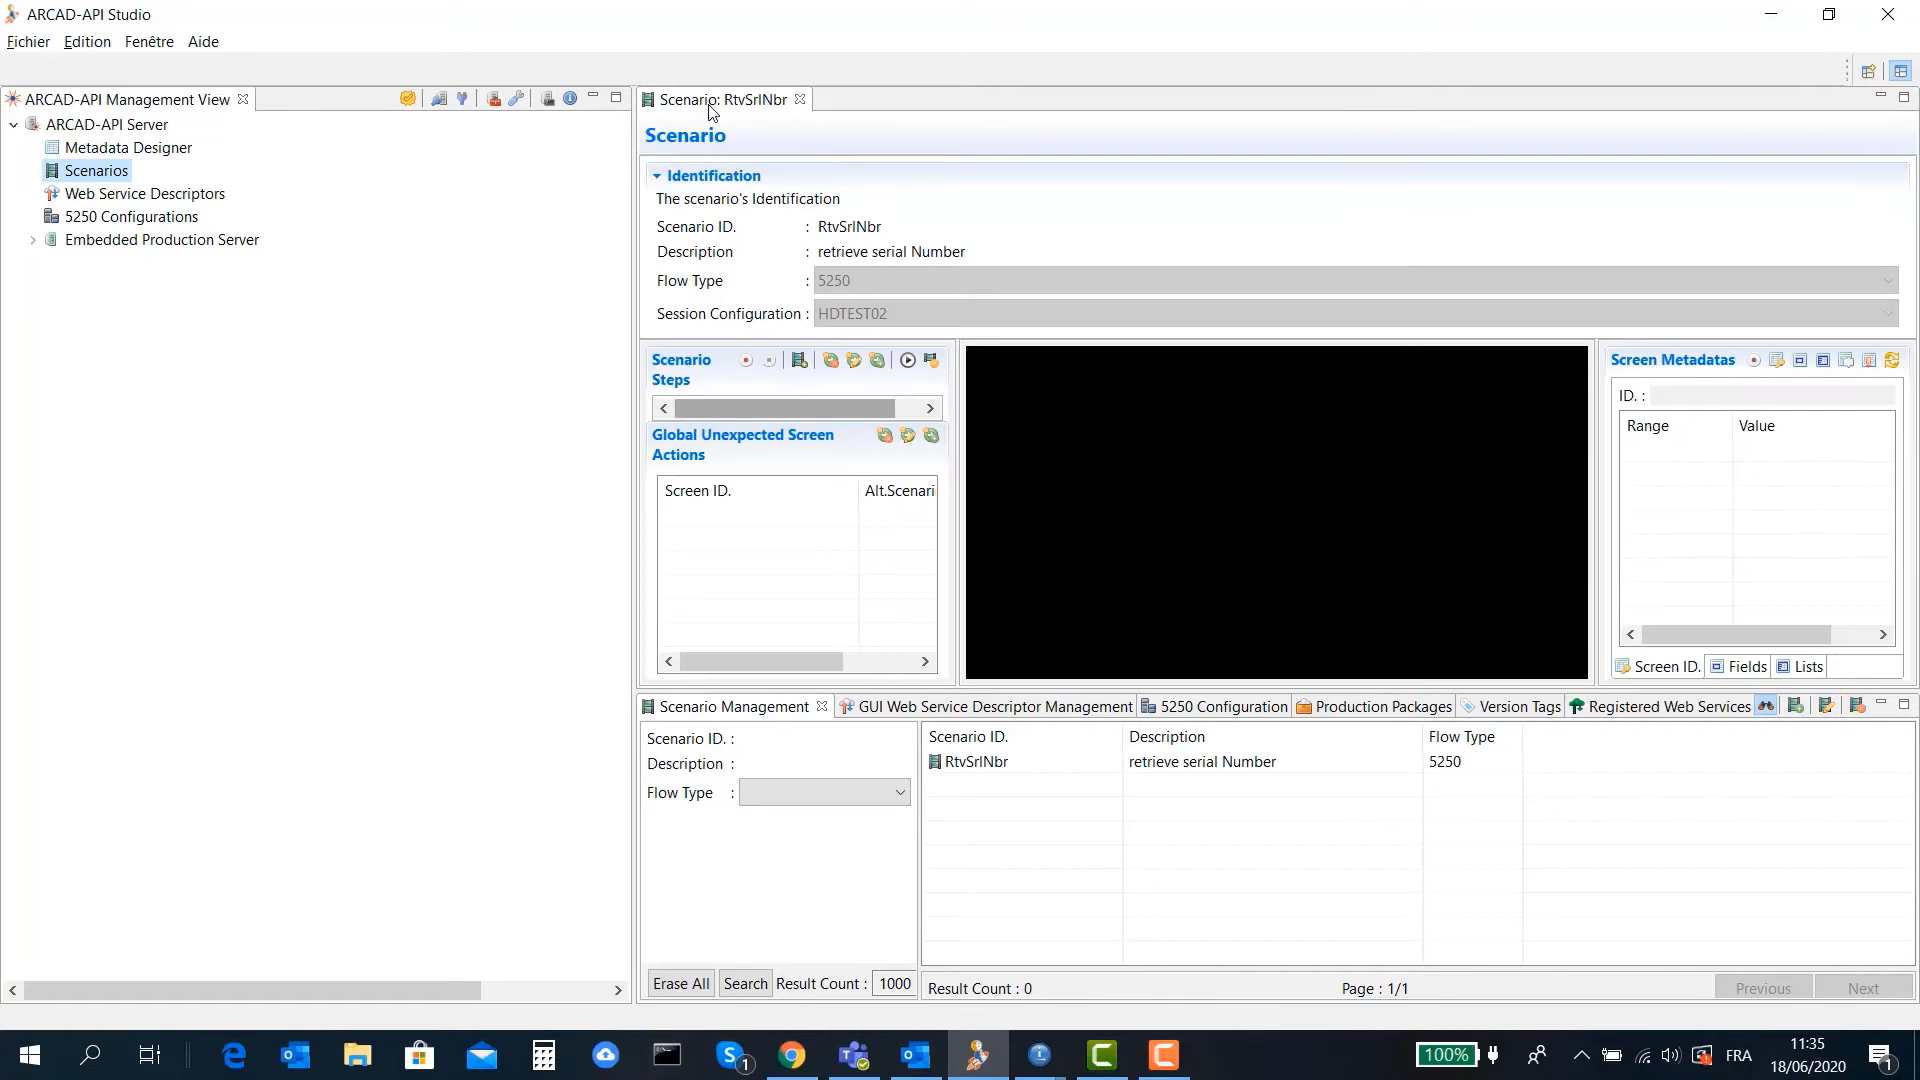 ARCAD-API Studio
Fichier Edition Fenêtre Aide
ARCAD-API Management View
ARCAD-API Server
Metadata Designer
Scenarios
Web Service Descriptors
5250 Configurations
Embedded Production Server
Scenario: RtvSrlNbr
Scenario
Identification
The scenario's Identification
Scenario ID. : RtvSrlNbr
Description : retrieve serial Number
Flow Type : 5250
Session Configuration : HDTEST02
Scenario
Steps
Global Unexpected Screen
Actions
Screen ID. Alt.Scenari
Screen Metadatas
ID. :
Range Value
Screen ID. Fields Lists
Scenario Management GUI Web Service Descriptor Management 5250 Configuration Production Packages Version Tags Registered Web Services
Scenario ID. :
Description :
Flow Type :
Erase All Search Result Count : 1000
Scenario ID. Description Flow Type
RtvSrlNbr retrieve serial Number 5250
Result Count : 0 Page : 1/1 Previous Next
1
100% FRA
11:35
18/06/2020
1